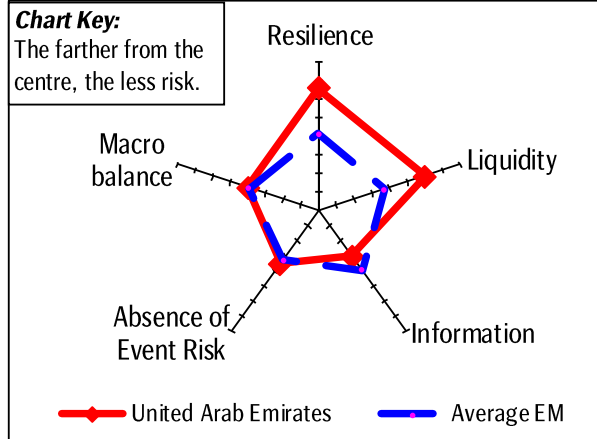 Chart Key:
The farther from the
centre, the less risk.
Resilience
Macro
balance
Liquidity
Absence of
Event Risk
Information
United Arab Emirates
Average EM